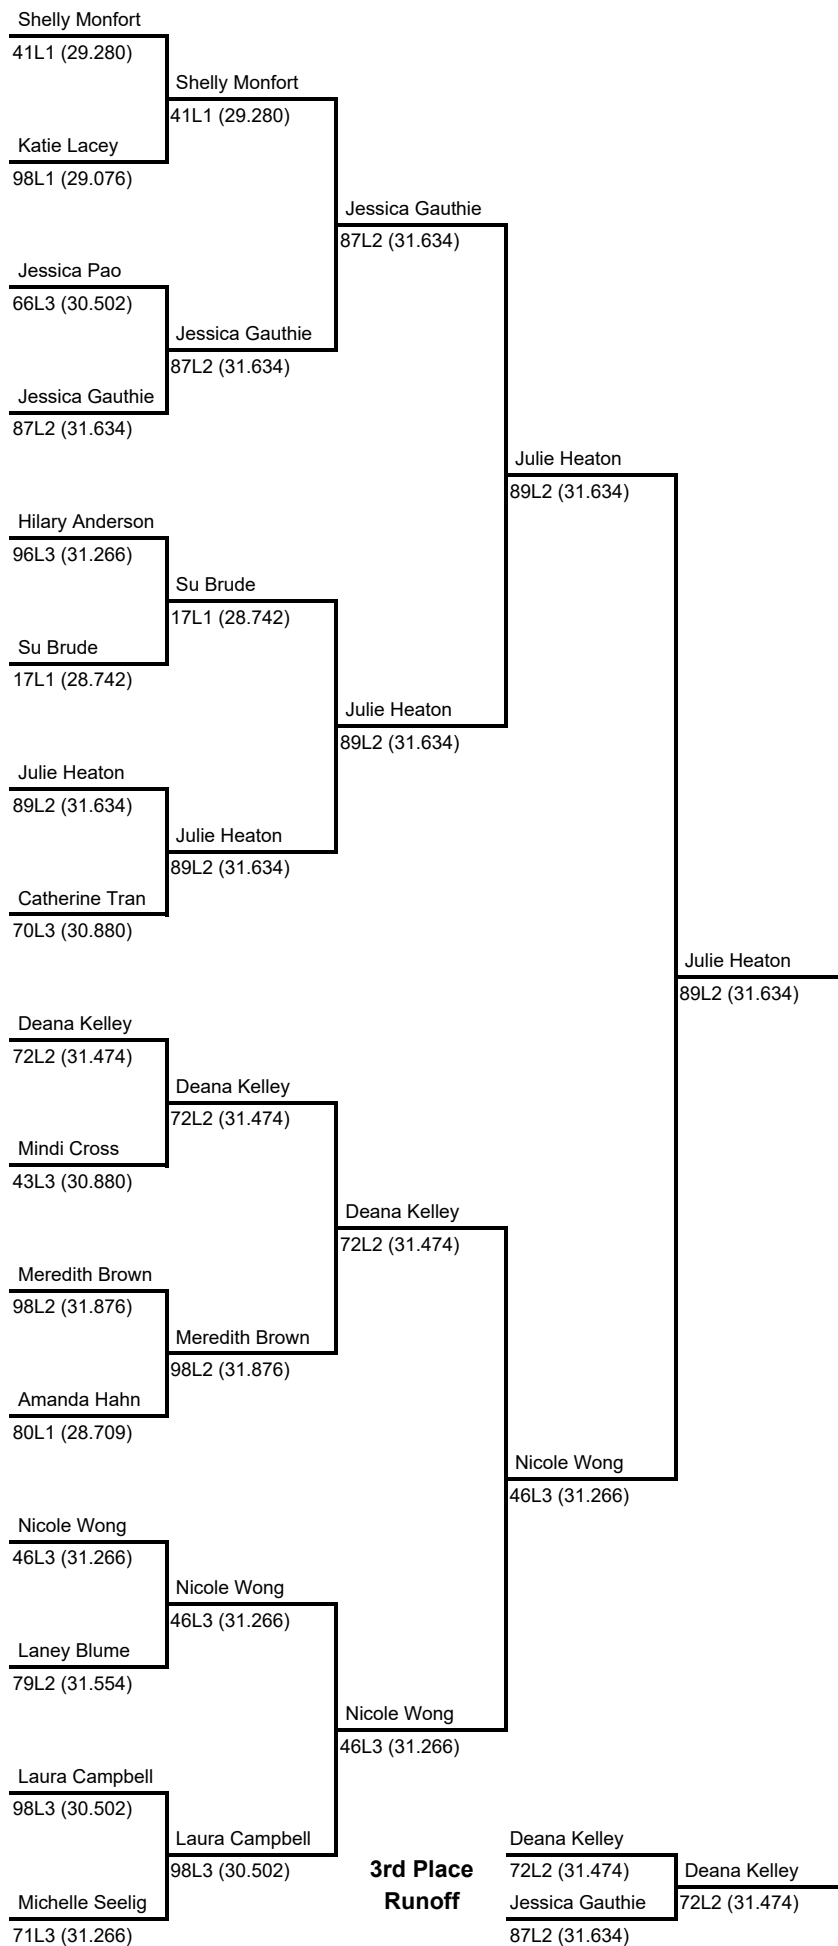 Shelly Monfort
41L1 (29.280)
Shelly Monfort
41L1 (29.280)
Katie Lacey
98L1 (29.076)
Jessica Gauthie
87L2 (31.634)
Jessica Pao
66L3 (30.502)
Jessica Gauthie
87L2 (31.634)
Jessica Gauthie
87L2 (31.634)
Julie Heaton
89L2 (31.634)
Hilary Anderson
96L3 (31.266)
Su Brude
17L1 (28.742)
Su Brude
17L1 (28.742)
Julie Heaton
89L2 (31.634)
Julie Heaton
89L2 (31.634)
Julie Heaton
89L2 (31.634)
Catherine Tran
70L3 (30.880)
Julie Heaton
89L2 (31.634)
Deana Kelley
72L2 (31.474)
Deana Kelley
72L2 (31.474)
Mindi Cross
43L3 (30.880)
Deana Kelley
72L2 (31.474)
Meredith Brown
98L2 (31.876)
Meredith Brown
98L2 (31.876)
Amanda Hahn
80L1 (28.709)
Nicole Wong
46L3 (31.266)
Nicole Wong
46L3 (31.266)
Nicole Wong
46L3 (31.266)
Laney Blume
79L2 (31.554)
Nicole Wong
46L3 (31.266)
Laura Campbell
98L3 (30.502)
Laura Campbell
98L3 (30.502)
Michelle Seelig
71L3 (31.266)
3rd Place
Runoff
Deana Kelley
72L2 (31.474)
Jessica Gauthie
87L2 (31.634)
Deana Kelley
72L2 (31.474)